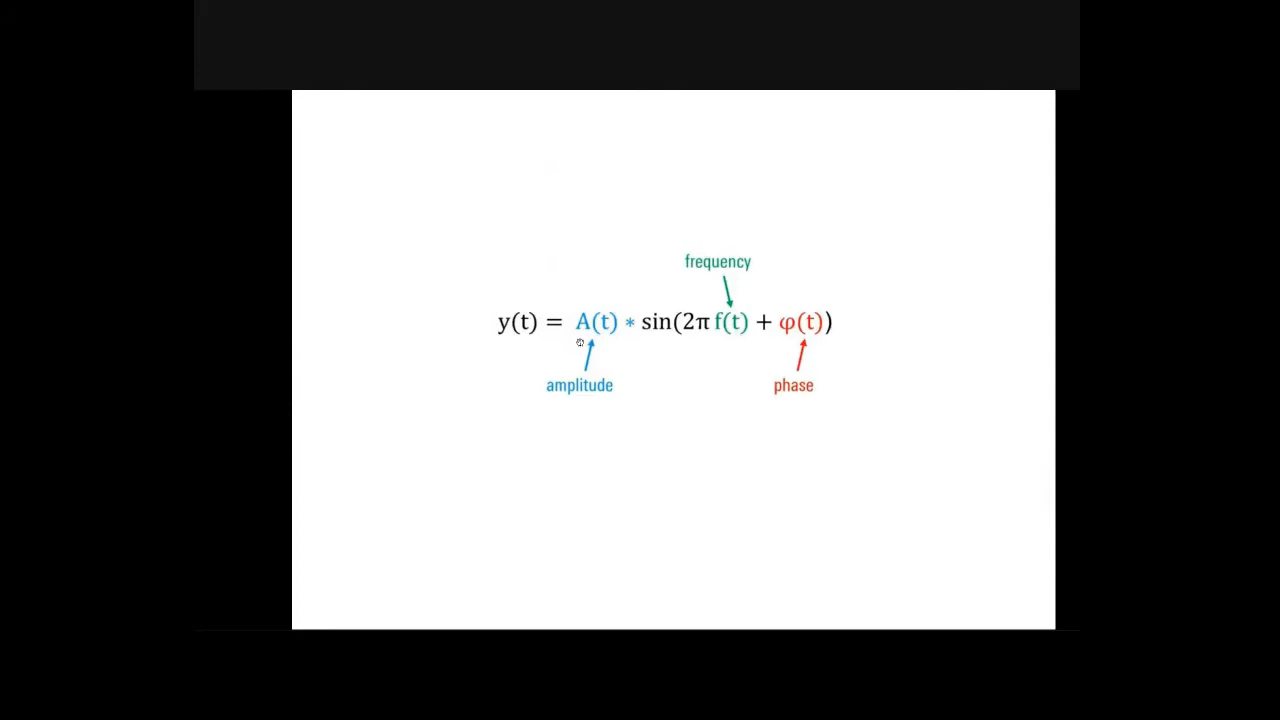 frequency
y(t) = A(t) ∗ sin(2π f(t) + φ(t))
amplitude
phase